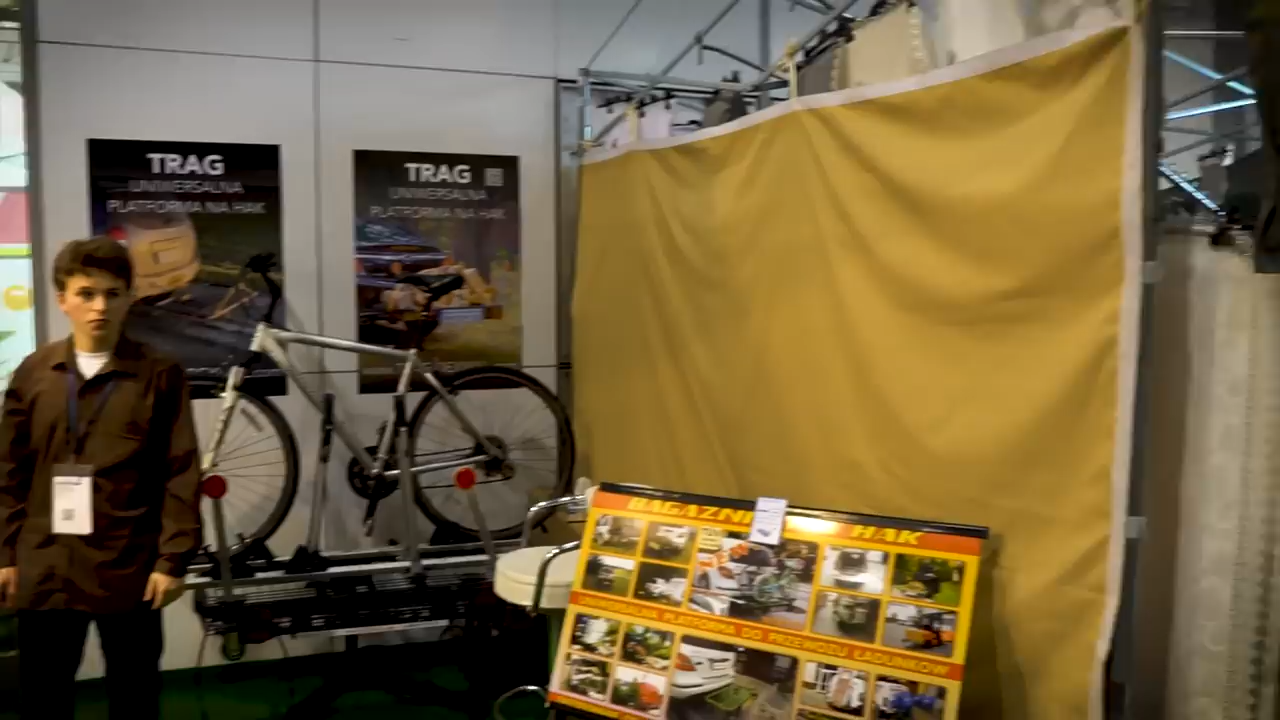 TRAG
UNIWERSALNA
PLATFORMA NA HAK
TRAG
UNIWERSALNA
PLATFORMA NA HAK
HAK
PLATFORMA DO PRZEWOZU ŁADUNKÓW